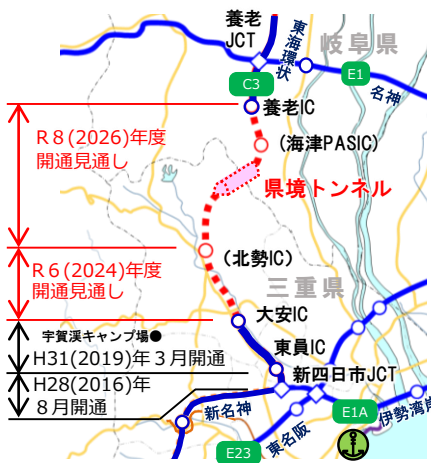 養老
JCT
東海環状
岐阜県
C3
E1
名神
養老IC
R8(2026)年度
開通見通し
(海津PASIC)
県境トンネル
(北勢IC)
R6(2024)年度
開通見通し
三重県
大安IC
宇賀渓キャンプ場●
H31(2019)年3月開通
東員IC
H28(2016)年
8月開通
新四日市JCT
新名神
東名阪
E1A
伊勢湾岸
E23